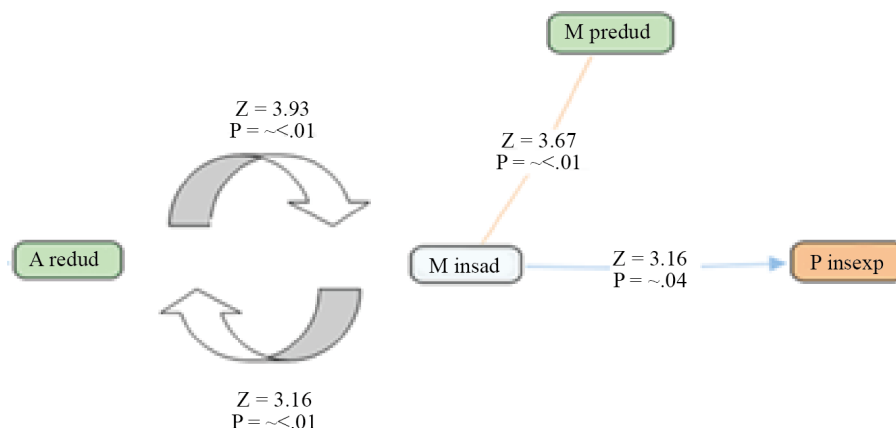 M predud
Z = 3.93
P = ~<.01
Z = 3.67
P = ~<.01
A redud
M insad
Z = 3.16
P = ~.04
P insexp
Z = 3.16
P = ~<.01